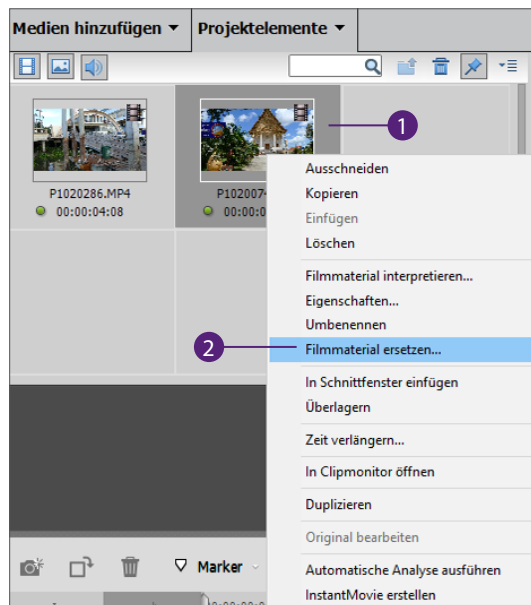 Medien hinzufügen Projektelemente
1
P1020286.MP4
00:00:04:08
Ausschneiden
Kopieren
Einfügen
Löschen
Filmmaterial interpretieren...
Eigenschaften...
Umbenennen
2
Filmmaterial ersetzen...
In Schnittfenster einfügen
Überlagern
Zeit verlängern...
In Clipmonitor öffnen
Duplizieren
Original bearbeiten
Automatische Analyse ausführen
InstantMovie erstellen
Marker